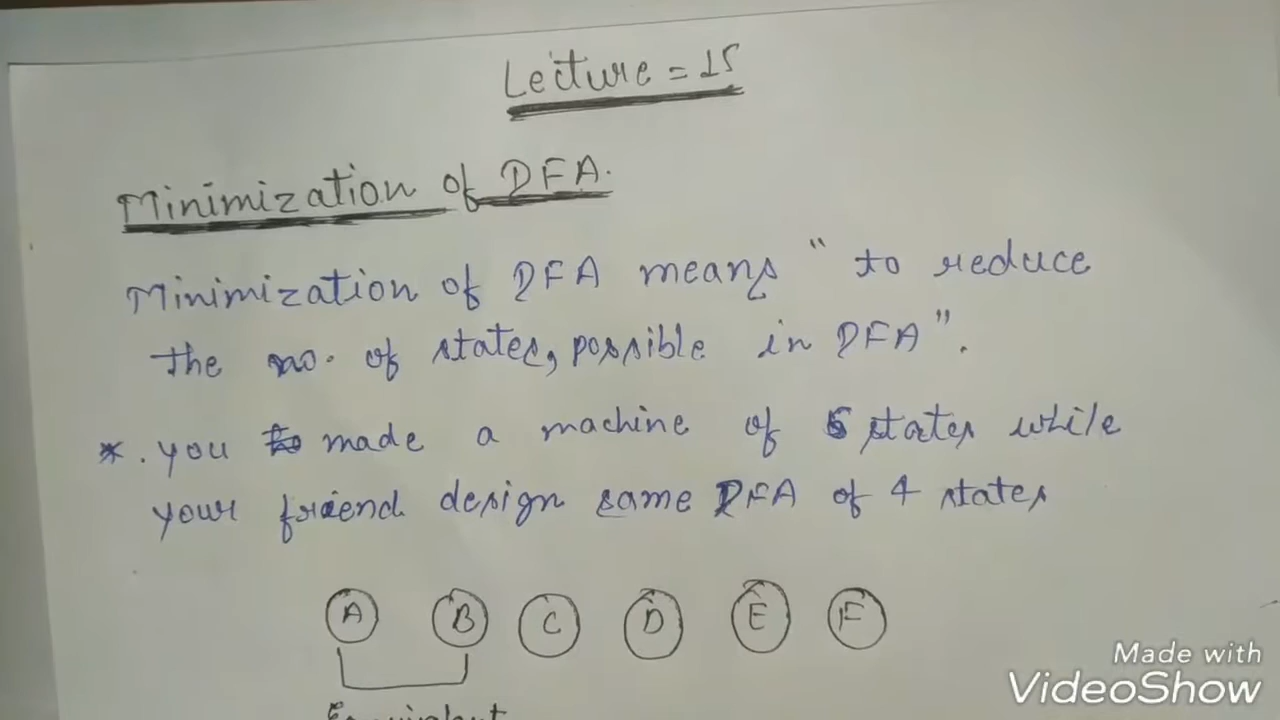 Lecture = 15
Minimization of DFA.
Minimization of DFA means " to reduce
the no. of states, possible in DFA".
*. you made a machine of 5 states while
your friend design same DFA of 4 states
A B C D E F
Equivalent
Made with
VideoShow